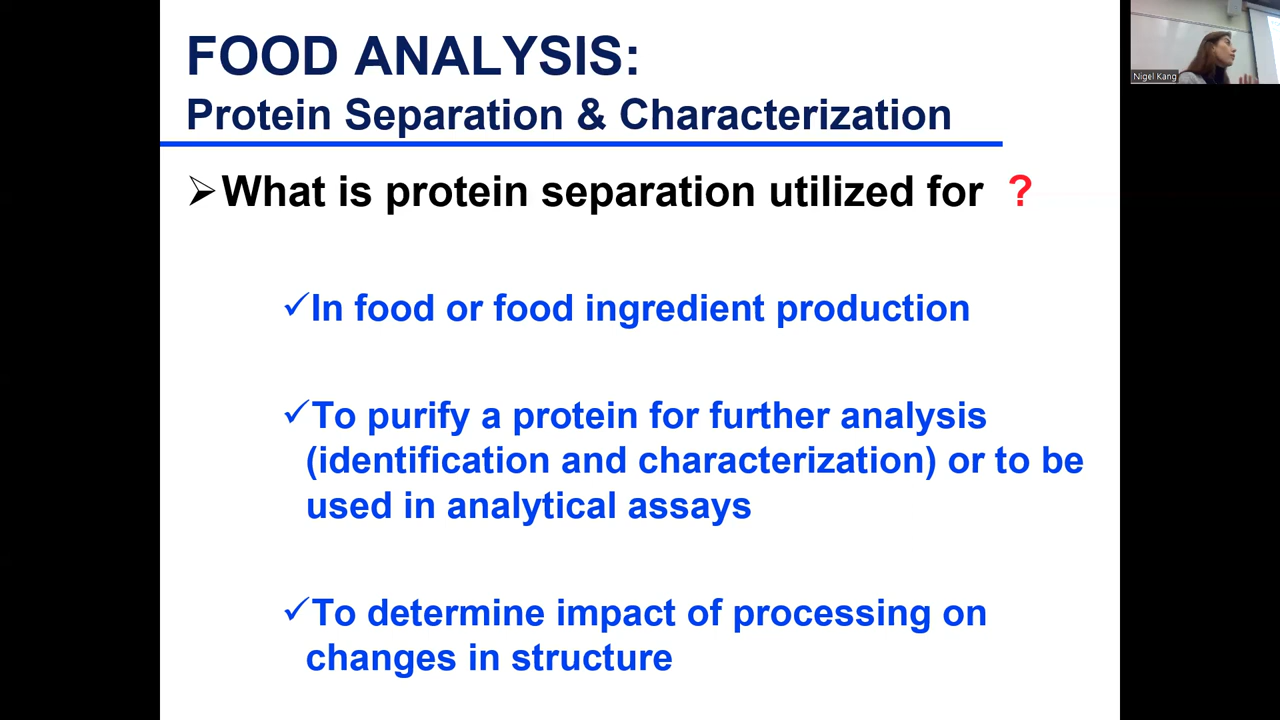 FOOD ANALYSIS:
Protein Separation & Characterization
➢What is protein separation utilized for ?
✓In food or food ingredient production
✓To purify a protein for further analysis
(identification and characterization) or to be
used in analytical assays
✓To determine impact of processing on
changes in structure
Nigel Kang